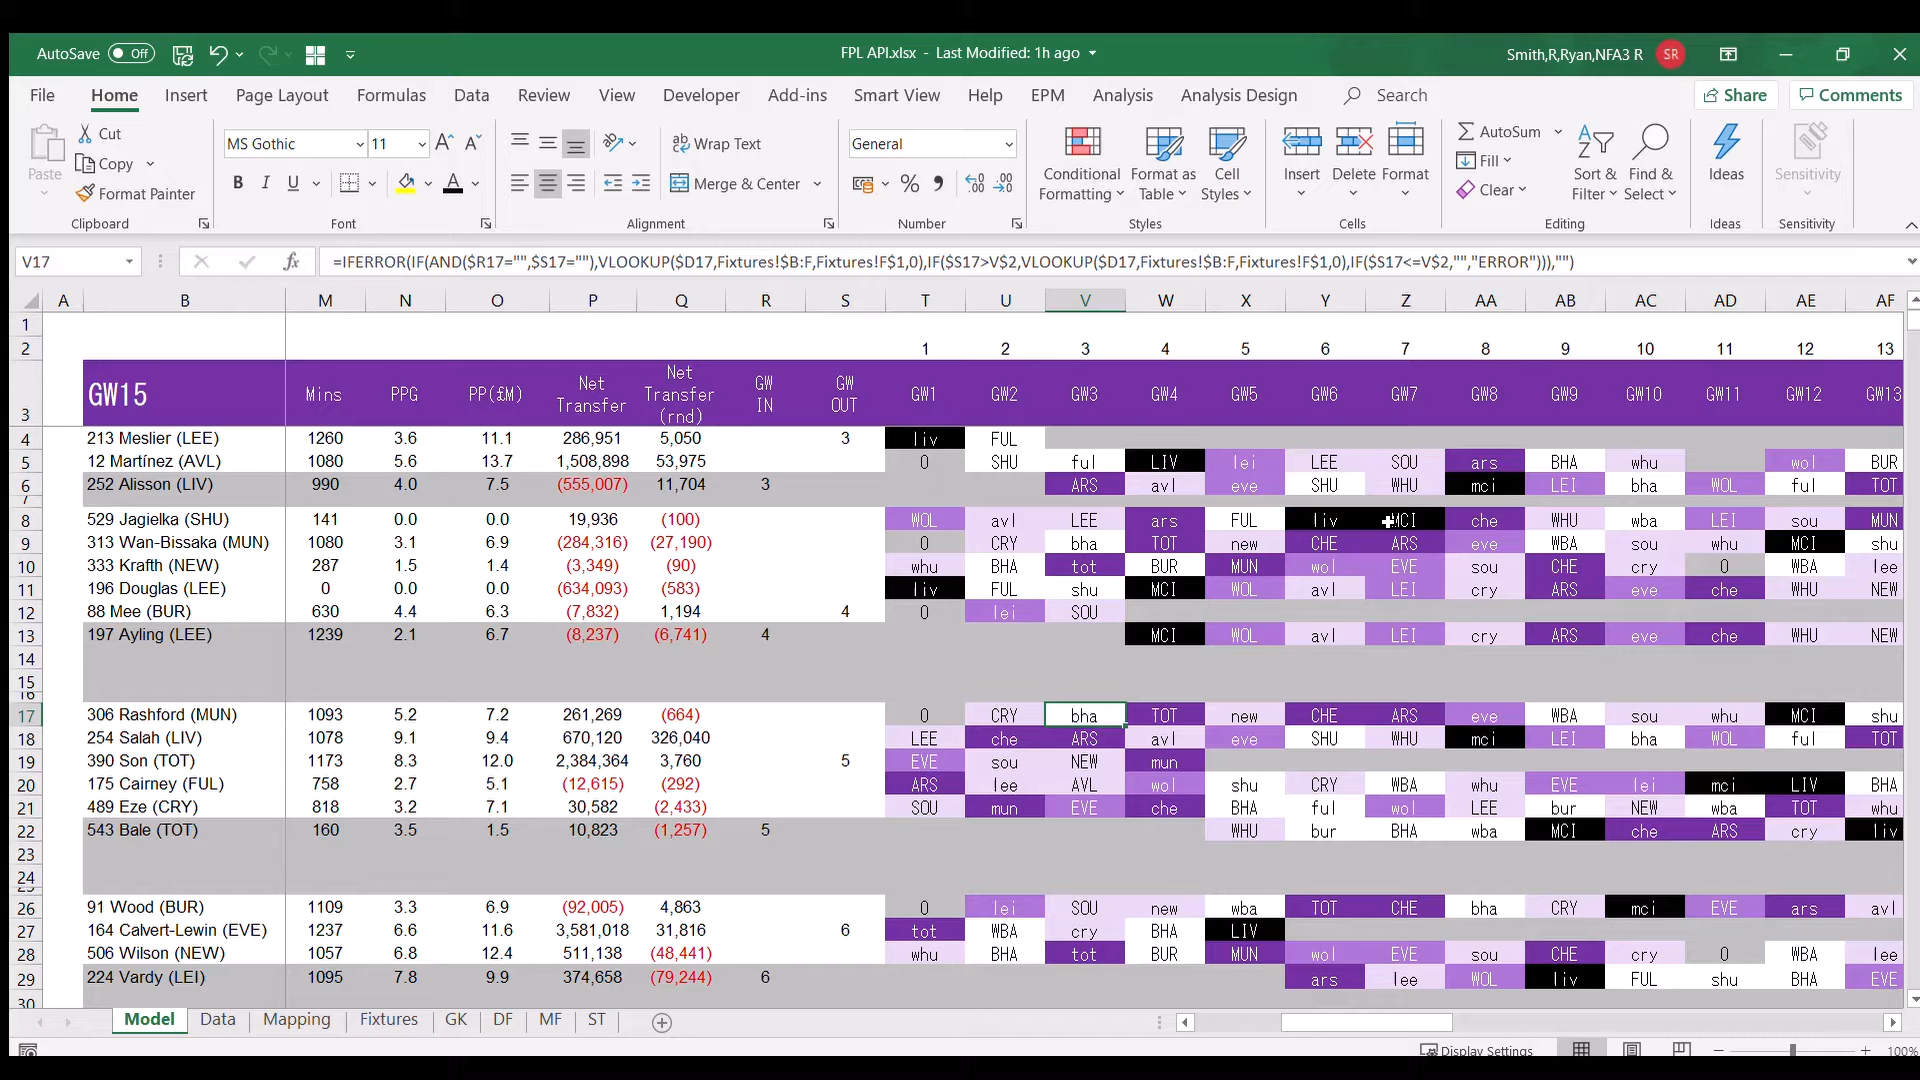 AutoSave Off FPL API.xlsx - Last Modified: 1h ago Smith,R,Ryan,NFA3 R SR
File Home Insert Page Layout Formulas Data Review View Developer Add-ins Smart View Help EPM Analysis Analysis Design Search Share Comments
Paste Cut Copy Format Painter Clipboard
MS Gothic 11 B I U A A A Font
Wrap Text Merge & Center Alignment
General % Number
Conditional Formatting Format as Table Cell Styles Styles
Insert Delete Format Cells
AutoSum Fill Clear Sort & Filter Find & Select Editing
Ideas Ideas
Sensitivity Sensitivity
V17 fx =IFERROR(IF(AND($R17="",$S17=""),VLOOKUP($D17,Fixtures!$B:F,Fixtures!F$1,0),IF($S17>V$2,VLOOKUP($D17,Fixtures!$B:F,Fixtures!F$1,0),IF($S17<=V$2,"","ERROR"))),"")
A B M N O P Q R S T U V W X Y Z AA AB AC AD AE AF
1
2 1 2 3 4 5 6 7 8 9 10 11 12 13
3 GW15 Mins PPG PP(£M) Net Transfer Net Transfer (rnd) GW IN GW OUT GW1 GW2 GW3 GW4 GW5 GW6 GW7 GW8 GW9 GW10 GW11 GW12 GW13
4 213 Meslier (LEE) 1260 3.6 11.1 286,951 5,050 3 liv FUL
5 12 Martínez (AVL) 1080 5.6 13.7 1,508,898 53,975 0 SHU ful LIV lei LEE SOU ars BHA whu wol BUR
6 252 Alisson (LIV) 990 4.0 7.5 (555,007) 11,704 3 ARS avl eve SHU WHU mci LEI bha WOL ful TOT
7
8 529 Jagielka (SHU) 141 0.0 0.0 19,936 (100) WOL avl LEE ars FUL liv MCI che WHU wba LEI sou MUN
9 313 Wan-Bissaka (MUN) 1080 3.1 6.9 (284,316) (27,190) 0 CRY bha TOT new CHE ARS eve WBA sou whu MCI shu
10 333 Krafth (NEW) 287 1.5 1.4 (3,349) (90) whu BHA tot BUR MUN wol EVE sou CHE cry 0 WBA lee
11 196 Douglas (LEE) 0 0.0 0.0 (634,093) (583) liv FUL shu MCI WOL avl LEI cry ARS eve che WHU NEW
12 88 Mee (BUR) 630 4.4 6.3 (7,832) 1,194 4 0 lei SOU
13 197 Ayling (LEE) 1239 2.1 6.7 (8,237) (6,741) 4 MCI WOL avl LEI cry ARS eve che WHU NEW
14
15
16
17 306 Rashford (MUN) 1093 5.2 7.2 261,269 (664) 0 CRY bha TOT new CHE ARS eve WBA sou whu MCI shu
18 254 Salah (LIV) 1078 9.1 9.4 670,120 326,040 LEE che ARS avl eve SHU WHU mci LEI bha WOL ful TOT
19 390 Son (TOT) 1173 8.3 12.0 2,384,364 3,760 5 EVE sou NEW mun
20 175 Cairney (FUL) 758 2.7 5.1 (12,615) (292) ARS lee AVL wol shu CRY WBA whu EVE lei mci LIV BHA
21 489 Eze (CRY) 818 3.2 7.1 30,582 (2,433) SOU mun EVE che BHA ful wol LEE bur NEW wba TOT whu
22 543 Bale (TOT) 160 3.5 1.5 10,823 (1,257) 5 WHU bur BHA wba MCI che ARS cry liv
23
24
25
26 91 Wood (BUR) 1109 3.3 6.9 (92,005) 4,863 0 lei SOU new wba TOT CHE bha CRY mci EVE ars avl
27 164 Calvert-Lewin (EVE) 1237 6.6 11.6 3,581,018 31,816 6 tot WBA cry BHA LIV
28 506 Wilson (NEW) 1057 6.8 12.4 511,138 (48,441) whu BHA tot BUR MUN wol EVE sou CHE cry 0 WBA lee
29 224 Vardy (LEI) 1095 7.8 9.9 374,658 (79,244) 6 ars lee WOL liv FUL shu BHA EVE
30
Model Data Mapping Fixtures GK DF MF ST
Display Settings 100%